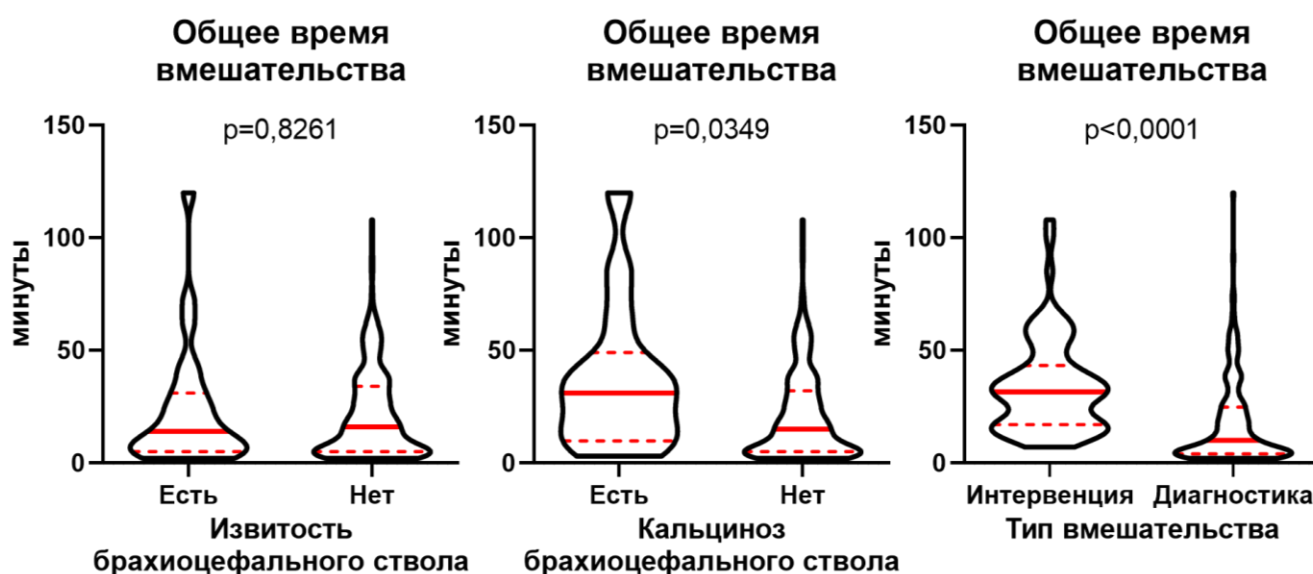 Общее время
вмешательства
p=0,8261
150
100
50
0
минуты
Есть
Нет
Извитость
брахиоцефального ствола
Общее время
вмешательства
p=0,0349
150
100
50
0
минуты
Есть
Нет
Кальциноз
брахиоцефального ствола
Общее время
вмешательства
p<0,0001
150
100
50
0
минуты
Интервенция
Диагностика
Тип вмешательства